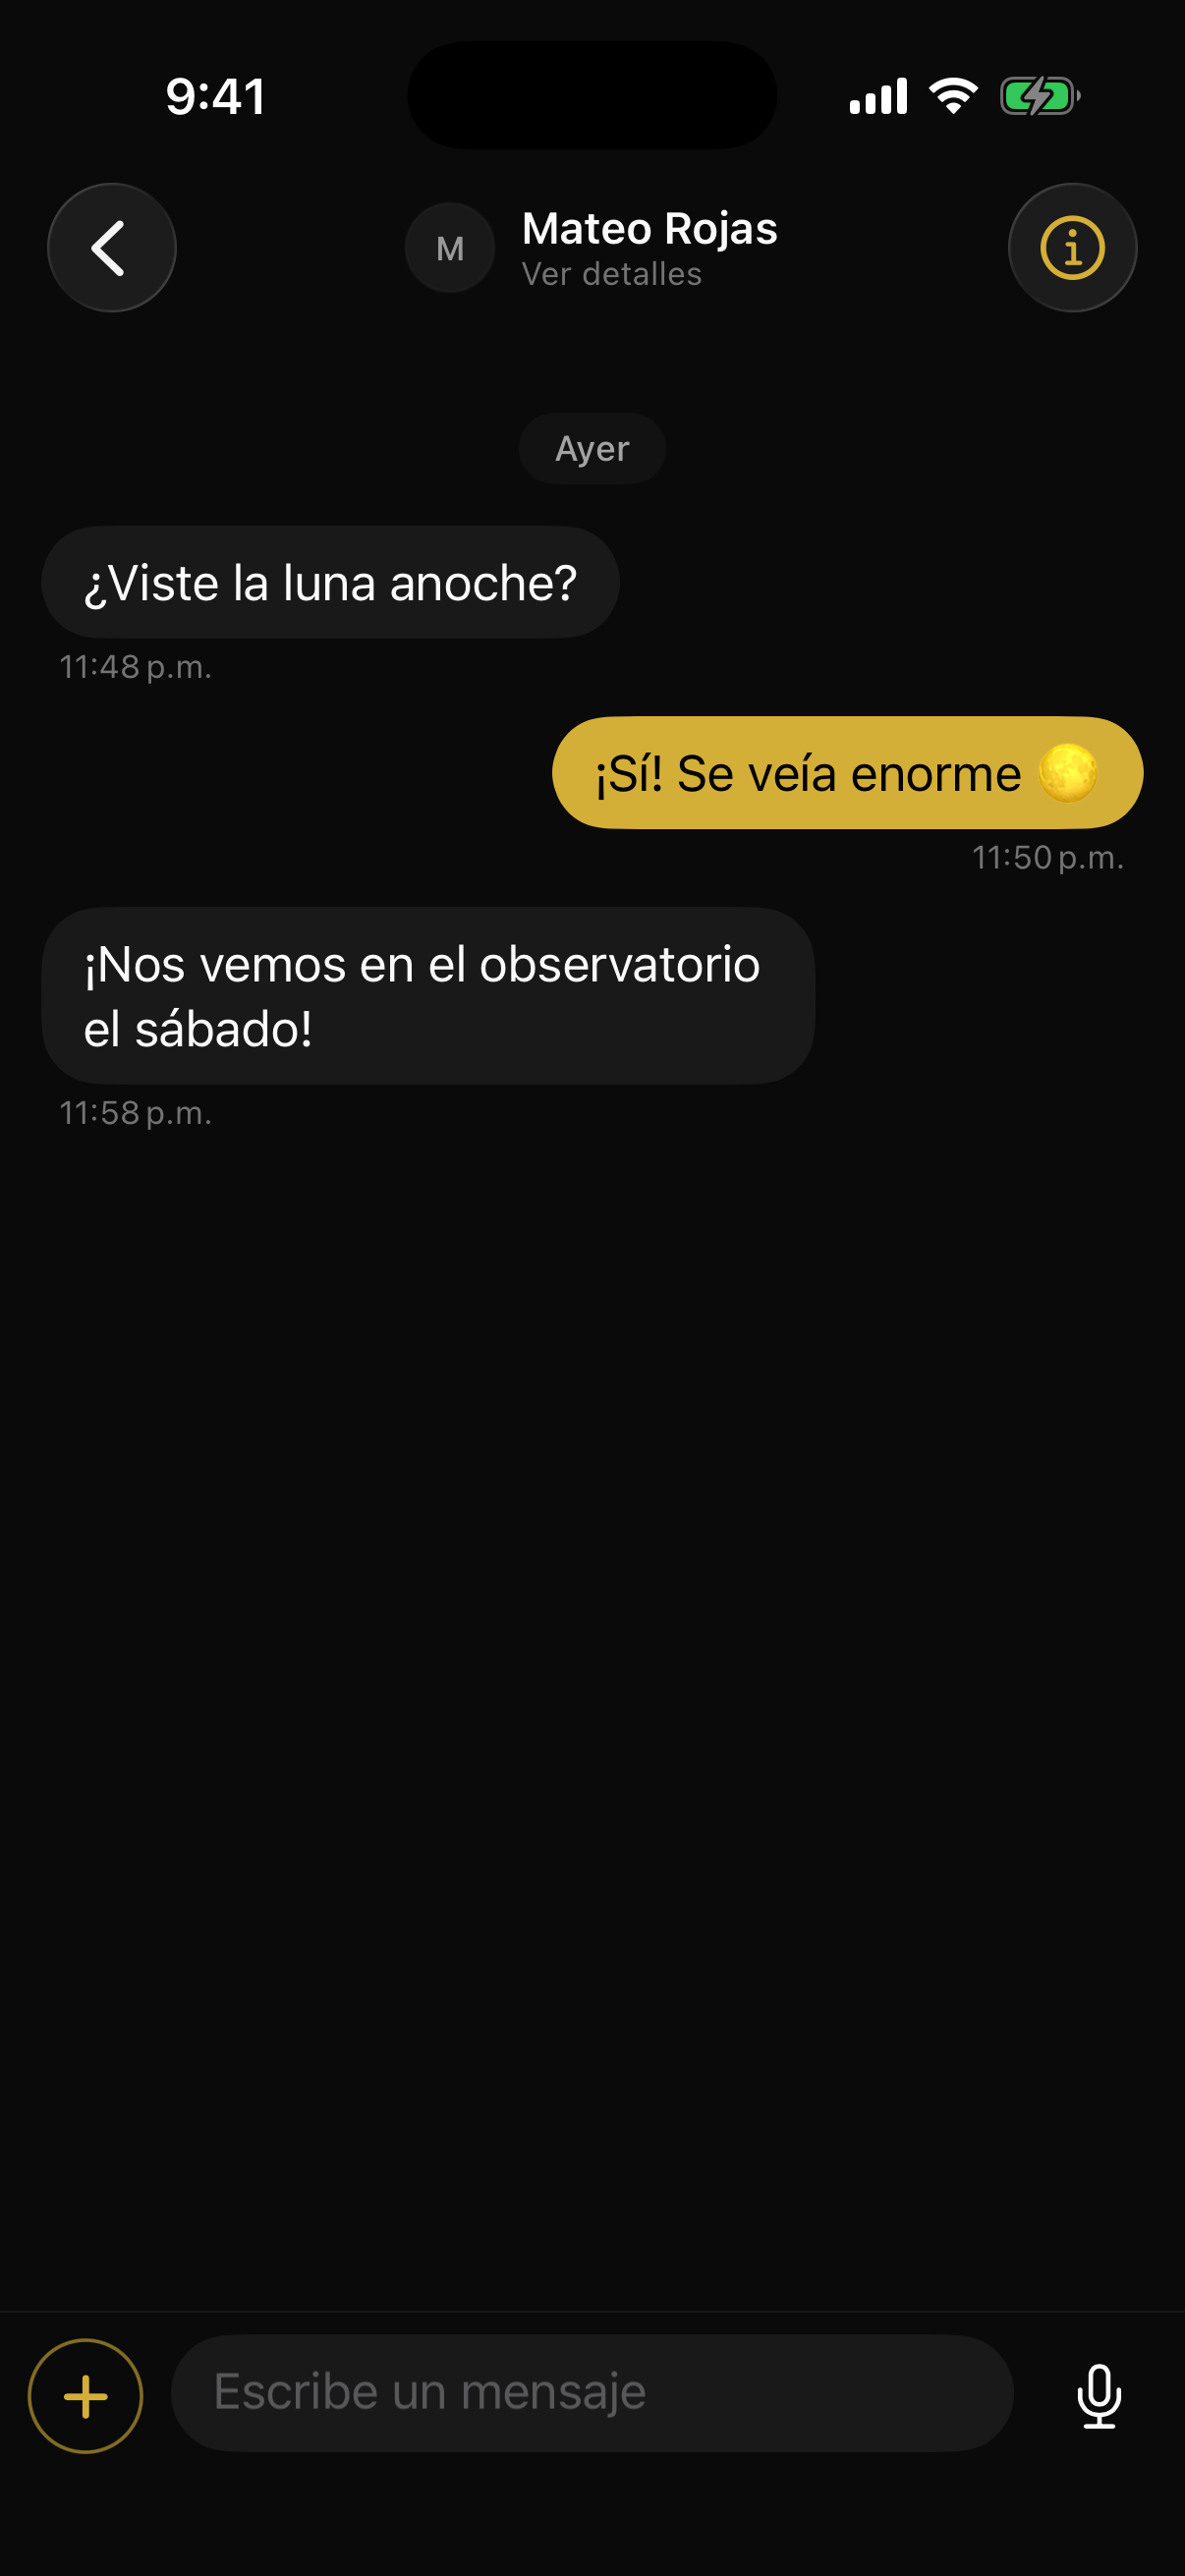 9:41
M
Mateo Rojas
Ver detalles
Ayer
¿Viste la luna anoche?
11:48 p.m.
¡Sí! Se veía enorme 🌕
11:50 p.m.
¡Nos vemos en el observatorio
el sábado!
11:58 p.m.
Escribe un mensaje